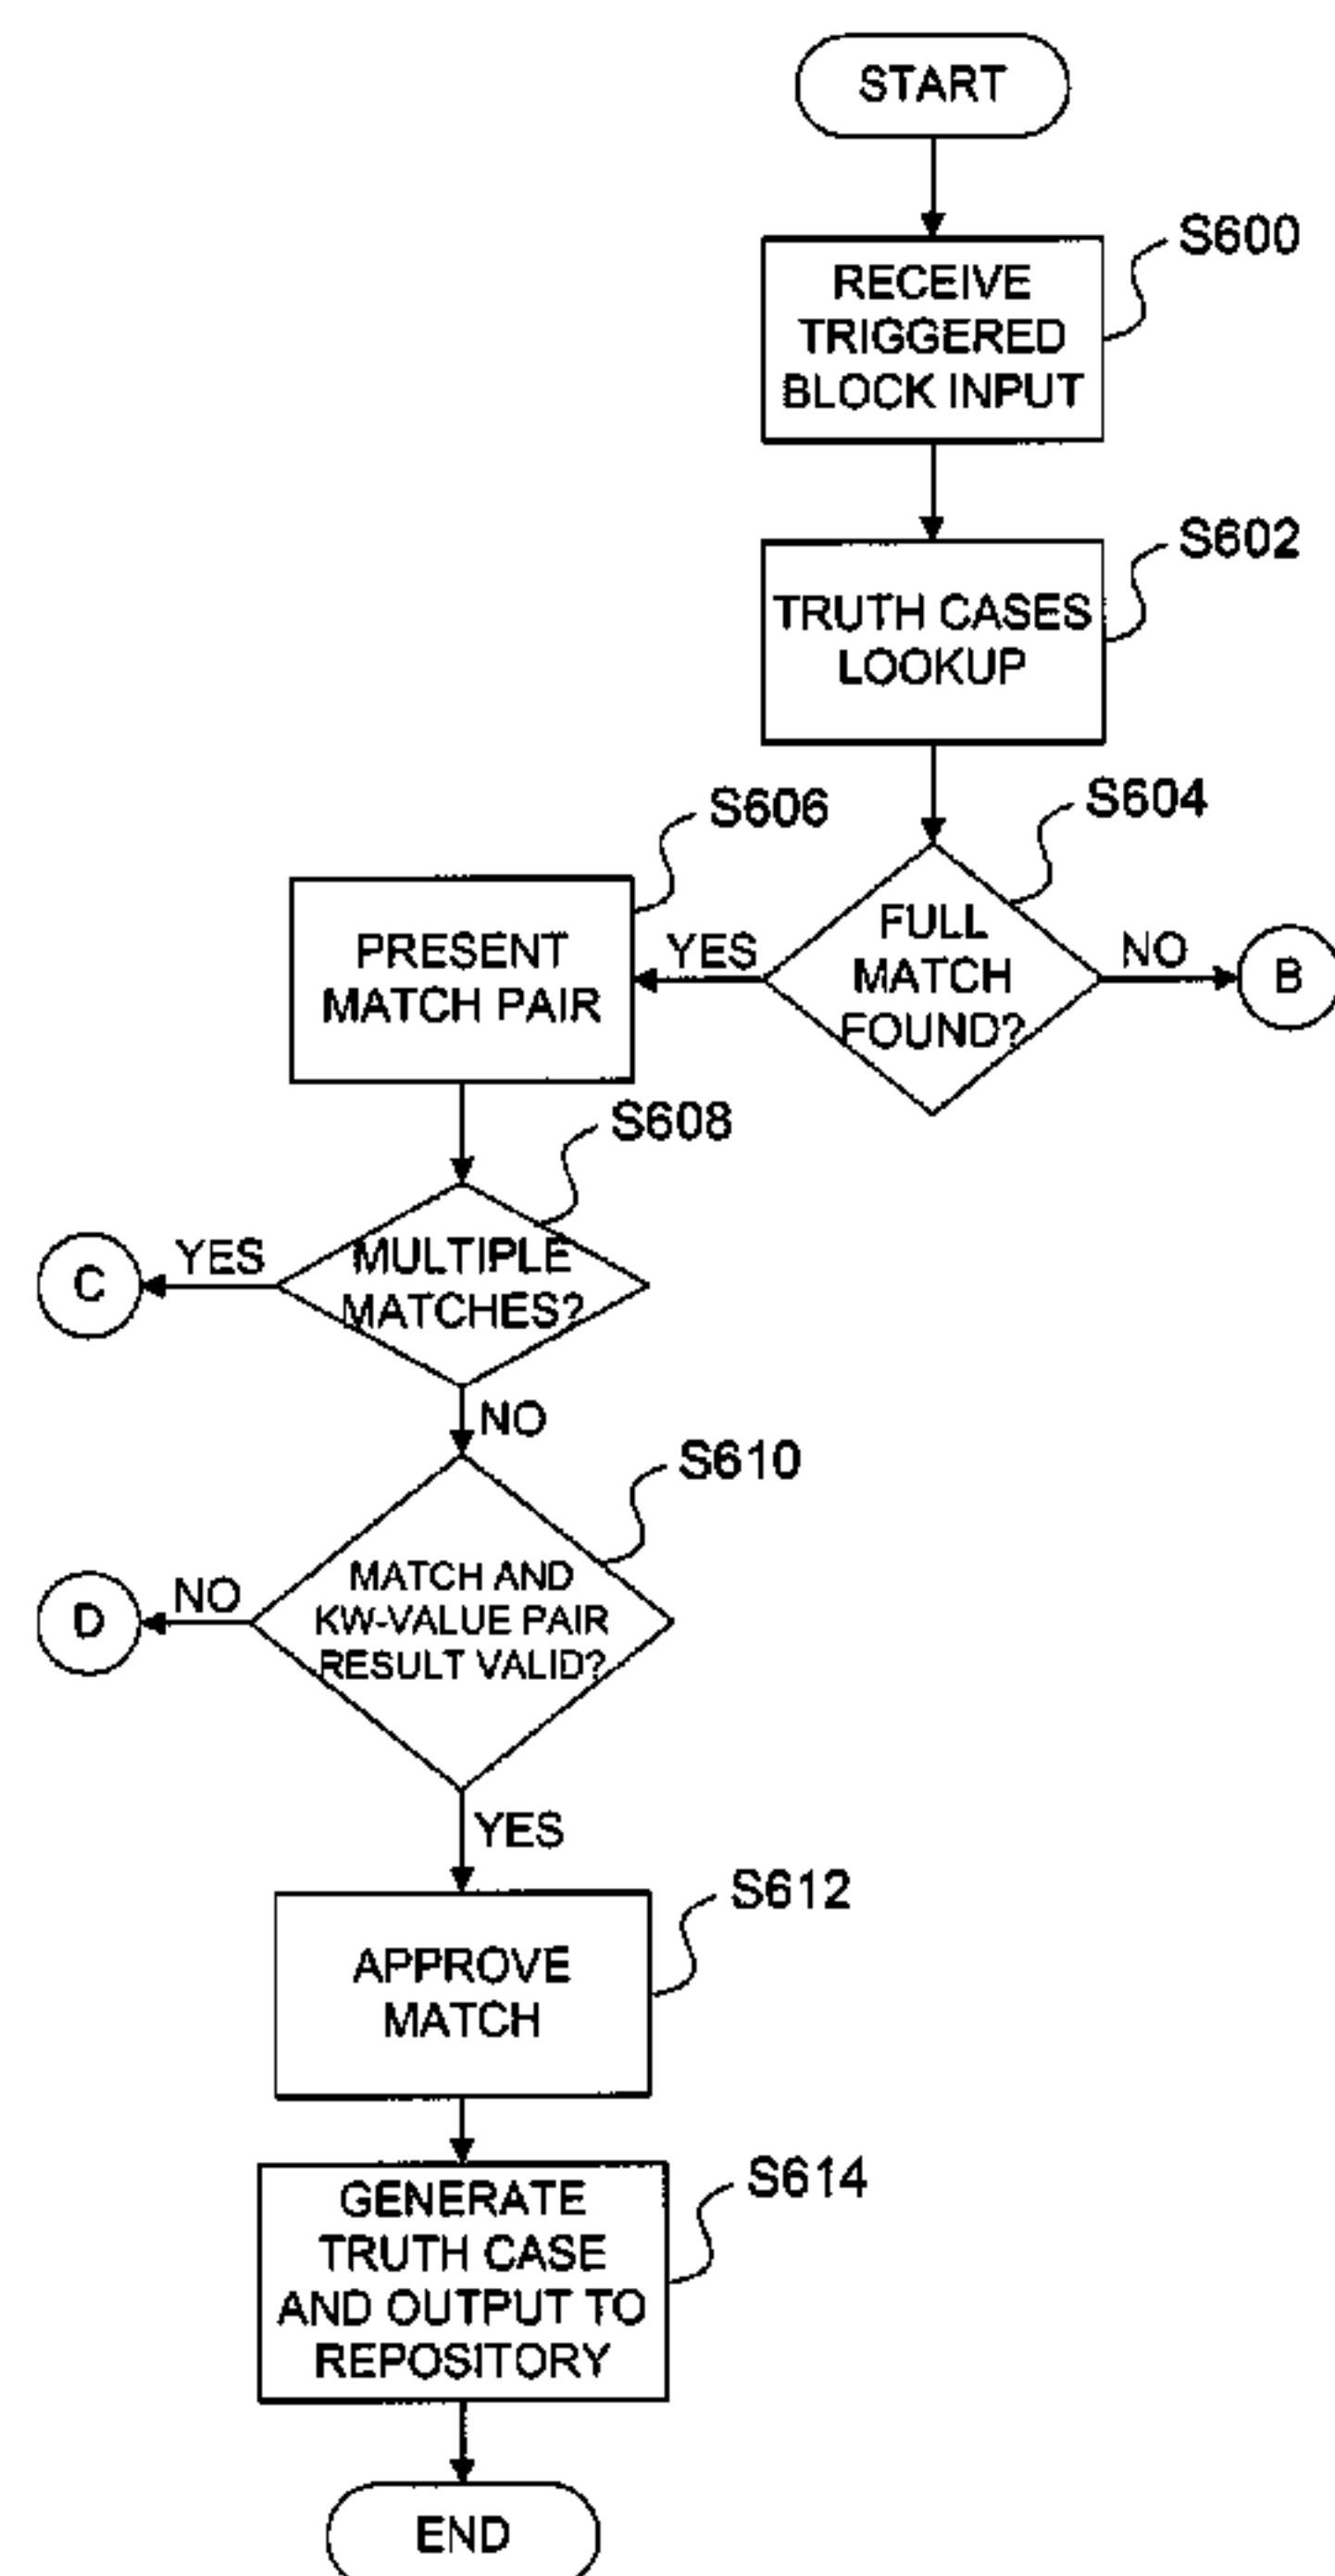 START
S600
RECEIVE
TRIGGERED
BLOCK INPUT
S602
TRUTH CASES
LOOKUP
S604
S606
FULL
MATCH
FOUND?
YES
NO
B
PRESENT
MATCH PAIR
S608
MULTIPLE
MATCHES?
YES
C
NO
S610
MATCH AND
KW-VALUE PAIR
RESULT VALID?
NO
D
YES
S612
APPROVE
MATCH
S614
GENERATE
TRUTH CASE
AND OUTPUT TO
REPOSITORY
END